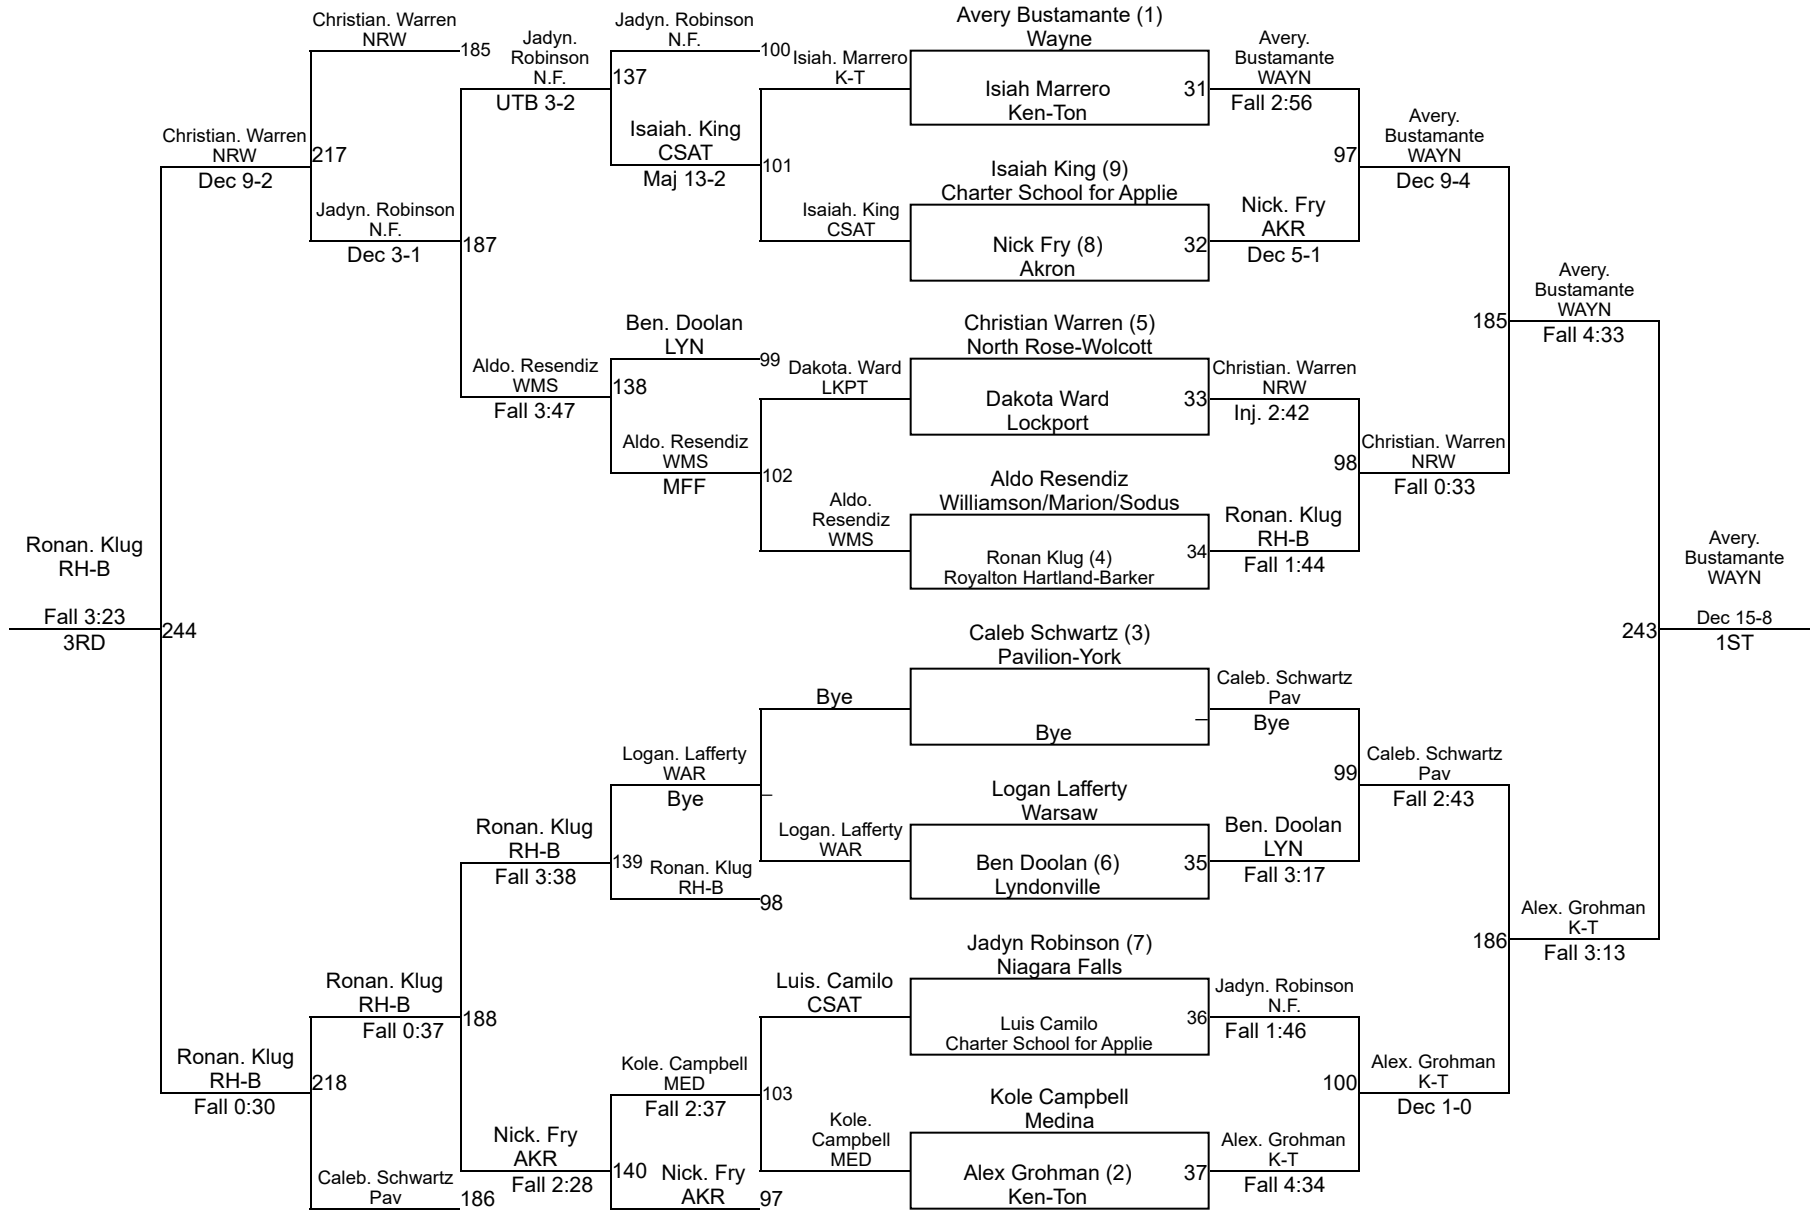 Christian. Warren
NRW
185
Jadyn.
Robinson
N.F.
UTB 3-2
Jadyn. Robinson
N.F.
100
137
Isaiah. King
CSAT
Maj 13-2
101
Isiah. Marrero
K-T
Isaiah. King
CSAT
Christian. Warren
NRW
Dec 9-2
217
Jadyn. Robinson
N.F.
Dec 3-1
187
Ben. Doolan
LYN
99
Aldo. Resendiz
WMS
Fall 3:47
138
Aldo. Resendiz
WMS
MFF
102
Dakota. Ward
LKPT
Aldo.
Resendiz
WMS
Ronan. Klug
RH-B
Fall 3:23
3RD
244
Bye
Logan. Lafferty
WAR
Bye
_
Logan. Lafferty
WAR
Ronan. Klug
RH-B
Fall 3:38
139
Ronan. Klug
RH-B
98
Ronan. Klug
RH-B
Fall 0:37
188
Ronan. Klug
RH-B
Fall 0:30
218
Caleb. Schwartz
Pav
186
Nick. Fry
AKR
Fall 2:28
Luis. Camilo
CSAT
Kole. Campbell
MED
Fall 2:37
103
Kole.
Campbell
MED
140
Nick. Fry
AKR
97
Avery Bustamante (1)
Wayne
Isiah Marrero
Ken-Ton
31
Isaiah King (9)
Charter School for Applie
Nick Fry (8)
Akron
32
Christian Warren (5)
North Rose-Wolcott
Dakota Ward
Lockport
33
Aldo Resendiz
Williamson/Marion/Sodus
Ronan Klug (4)
Royalton Hartland-Barker
34
Caleb Schwartz (3)
Pavilion-York
Bye
_
Logan Lafferty
Warsaw
Ben Doolan (6)
Lyndonville
35
Jadyn Robinson (7)
Niagara Falls
Luis Camilo
Charter School for Applie
36
Kole Campbell
Medina
Alex Grohman (2)
Ken-Ton
37
Avery.
Bustamante
WAYN
Fall 2:56
Nick. Fry
AKR
Dec 5-1
97
Avery.
Bustamante
WAYN
Dec 9-4
Christian. Warren
NRW
Inj. 2:42
Ronan. Klug
RH-B
Fall 1:44
98
Christian. Warren
NRW
Fall 0:33
185
Avery.
Bustamante
WAYN
Fall 4:33
Caleb. Schwartz
Pav
Bye
Ben. Doolan
LYN
Fall 3:17
99
Caleb. Schwartz
Pav
Fall 2:43
Jadyn. Robinson
N.F.
Fall 1:46
Alex. Grohman
K-T
Fall 4:34
100
Alex. Grohman
K-T
Dec 1-0
186
Alex. Grohman
K-T
Fall 3:13
243
Avery.
Bustamante
WAYN
Dec 15-8
1ST